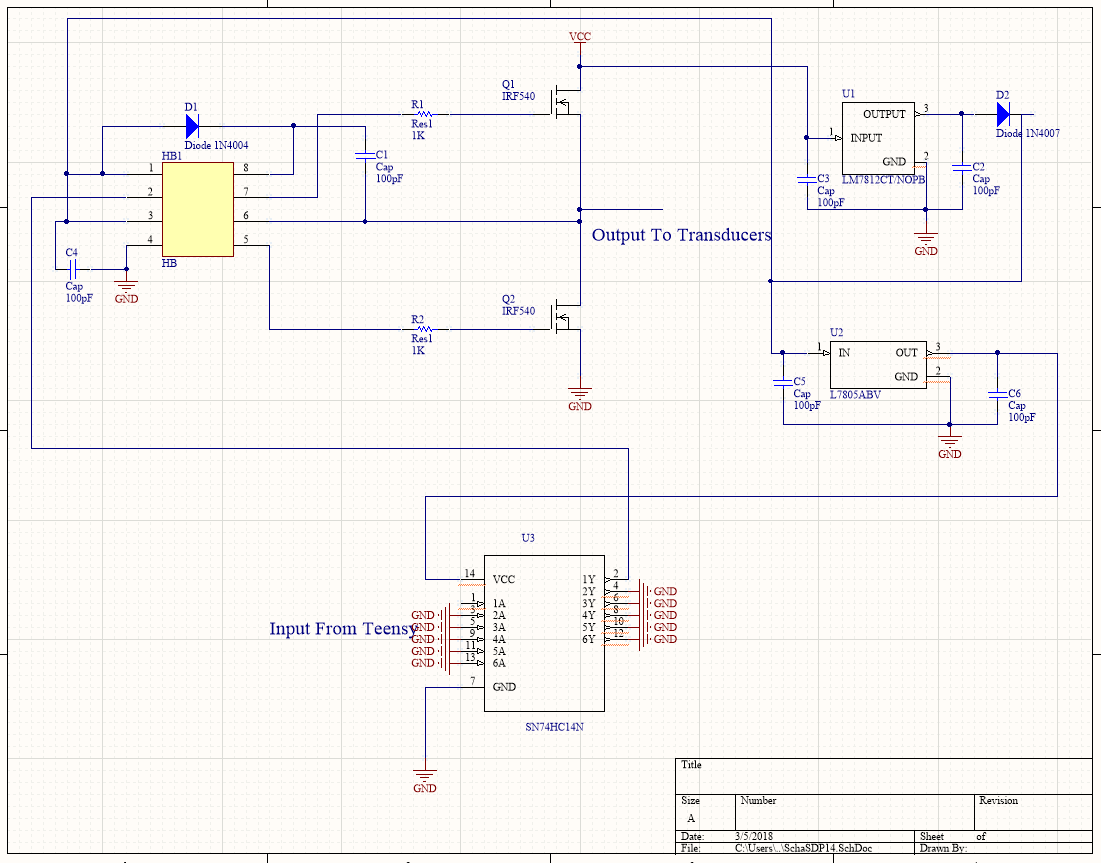 VCC
Q1
IRF540
R1
Res1
1K
D1
Diode 1N4004
HB1
1
2
3
4
8
7
6
5
HB
C1
Cap
100pF
C4
Cap
100pF
GND
U1
OUTPUT
3
1
INPUT
GND
2
LM7812CT/NOPB
D2
Diode 1N4007
C2
Cap
100pF
C3
Cap
100pF
GND
Output To Transducers
Q2
IRF540
R2
Res1
1K
GND
U2
1
IN
OUT
3
GND
2
L7805ABV
C5
Cap
100pF
C6
Cap
100pF
GND
U3
14
VCC
1
1A
GND
3
2A
GND
5
3A
GND
9
4A
GND
11
5A
GND
13
6A
7
GND
1Y
2
2Y
4
GND
3Y
6
GND
4Y
8
GND
5Y
10
GND
6Y
12
GND
Input From Teensy
SN74HC14N
GND
Title
Size
A
Number
Revision
Date:
3/5/2018
Sheet of
File:
C:\Users\..\SchaSDP14.SchDoc
Drawn By: